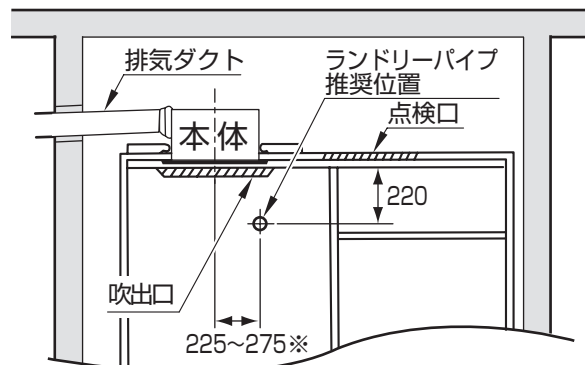 排気ダクト
ランドリーパイプ
推奨位置
点検口
本体
220
吹出口
225～275※